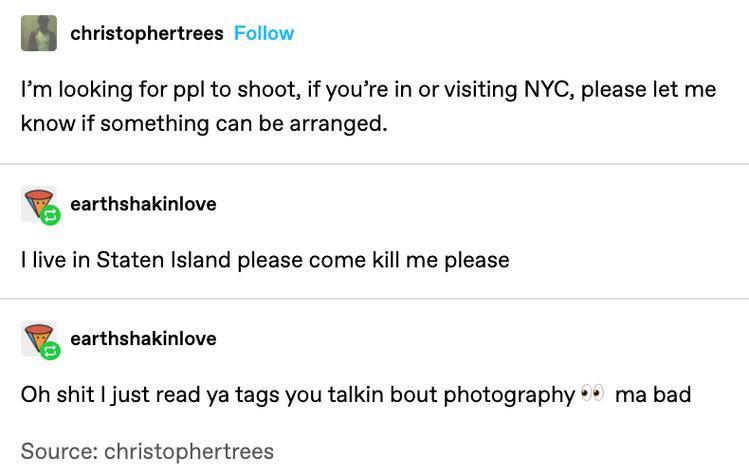 christophertrees Follow
I’m looking for ppl to shoot, if you’re in or visiting NYC, please let me
know if something can be arranged.
earthshakinlove
I live in Staten Island please come kill me please
earthshakinlove
Oh shit I just read ya tags you talkin bout photography 👀 ma bad
Source: christophertrees